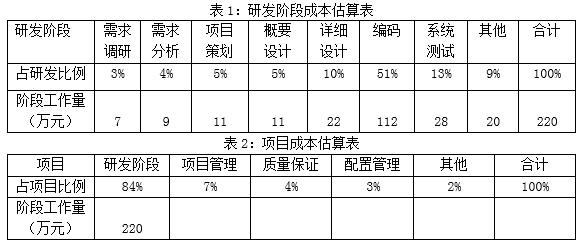 表1：研发阶段成本估算表
研发阶段 需求调研 需求分析 项目策划 概要设计 详细设计 编码 系统测试 其他 合计
占研发比例 3% 4% 5% 5% 10% 51% 13% 9% 100%
阶段工作量（万元） 7 9 11 11 22 112 28 20 220
表2：项目成本估算表
项目 研发阶段 项目管理 质量保证 配置管理 其他 合计
占项目比例 84% 7% 4% 3% 2% 100%
阶段工作量（万元） 220